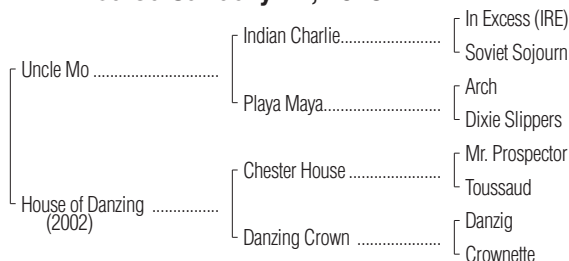 In Excess (IRE)
Indian Charlie....................
Soviet Sojourn
Uncle Mo ..............................
Arch
Playa Maya............................
Dixie Slippers
Mr. Prospector
Chester House ......................
Toussaud
House of Danzing ................
(2002)
Danzig
Danzing Crown ....................
Crownette